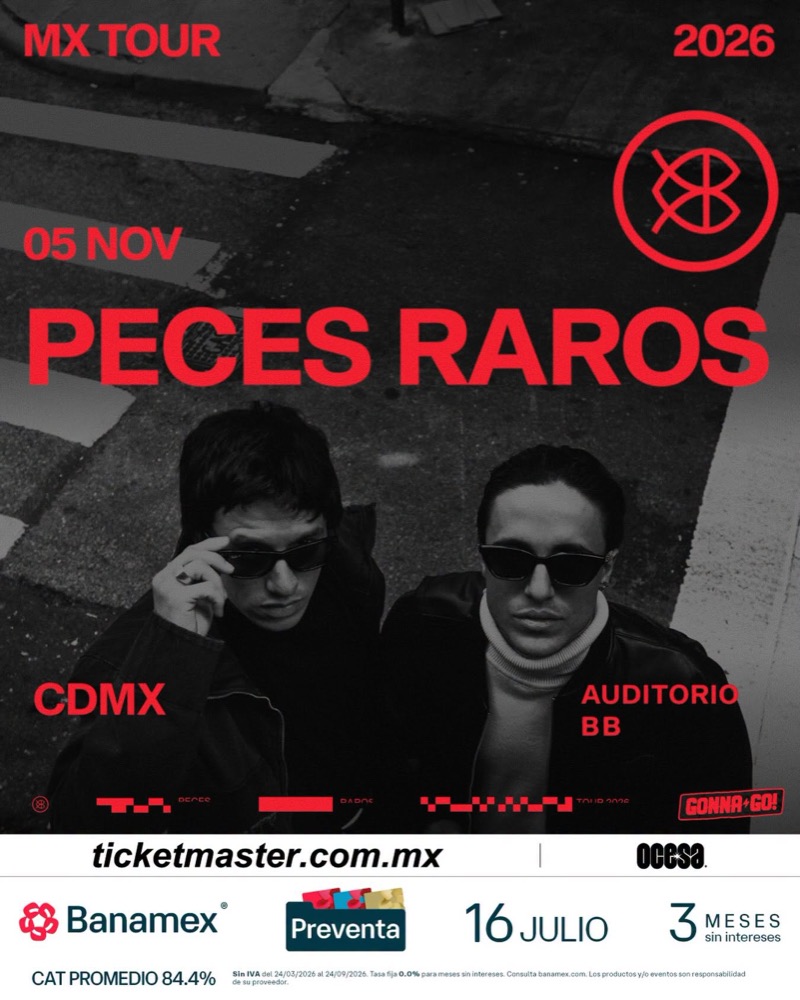 MX TOUR 2026
05 NOV
PECES RAROS
CDMX
AUDITORIO
BB
PECES RAROS TOUR 2026
GONNA GO!
ticketmaster.com.mx ocesa
Banamex® Preventa 16 JULIO 3 MESES
sin intereses
CAT PROMEDIO 84.4% Sin IVA del 24/03/2026 al 24/09/2026. Tasa fija 0.0% para meses sin intereses. Consulta banamex.com. Los productos y/o eventos son responsabilidad
de su proveedor.